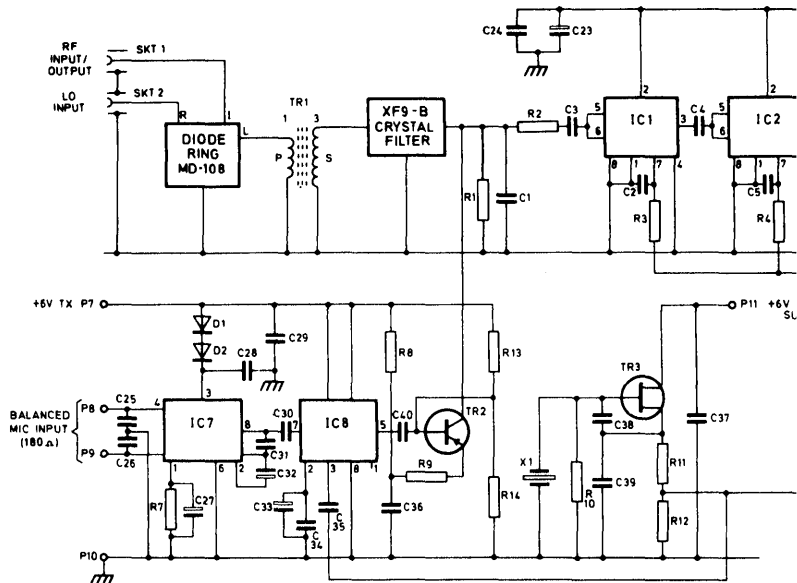 C24
C23
RF
INPUT/
OUTPUT
SKT 1
LO
INPUT
SKT 2
R
I
L
DIODE
RING
MD-108
TR1
1
3
P
S
XF9-B
CRYSTAL
FILTER
R2
C3
5
6
2
IC1
3
C4
5
6
2
IC2
8
1
7
4
C2
R3
8
1
7
C5
R4
R1
C1
+6V TX P7
P11 +6V
SU
D1
D2
C28
C29
R8
R13
TR3
P8
C25
BALANCED
MIC INPUT
(180Ω)
P9
C26
4
3
IC7
8
1
6
2
C30
7
IC8
5
2
3
8
1
C40
TR2
C31
C32
R9
R7
C27
C33
C
34
C
35
C36
R14
X1
R
10
C38
C39
R11
R12
C37
P10